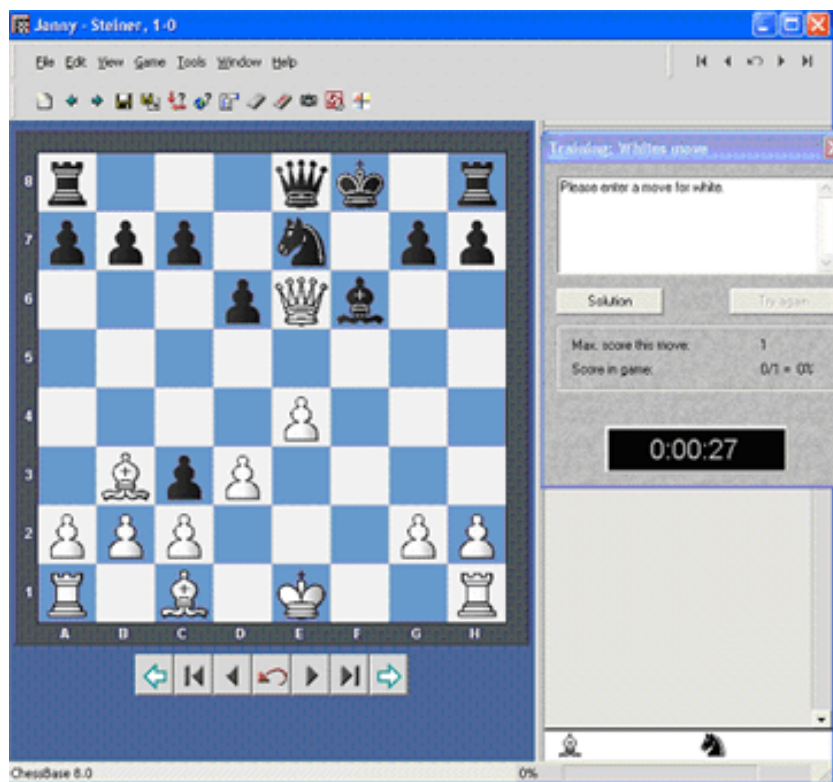 Janny - Steiner, 1-0
File Edit View Game Tools Window Help
Training: Whites move
8
Please enter a move for white.
7
6
Solution
Try again
5
Max. score this move: 1
Score in game: 0/1 = 0%
4
0:00:27
3
2
1
A B C D E F G H
ChessBase 8.0
0%